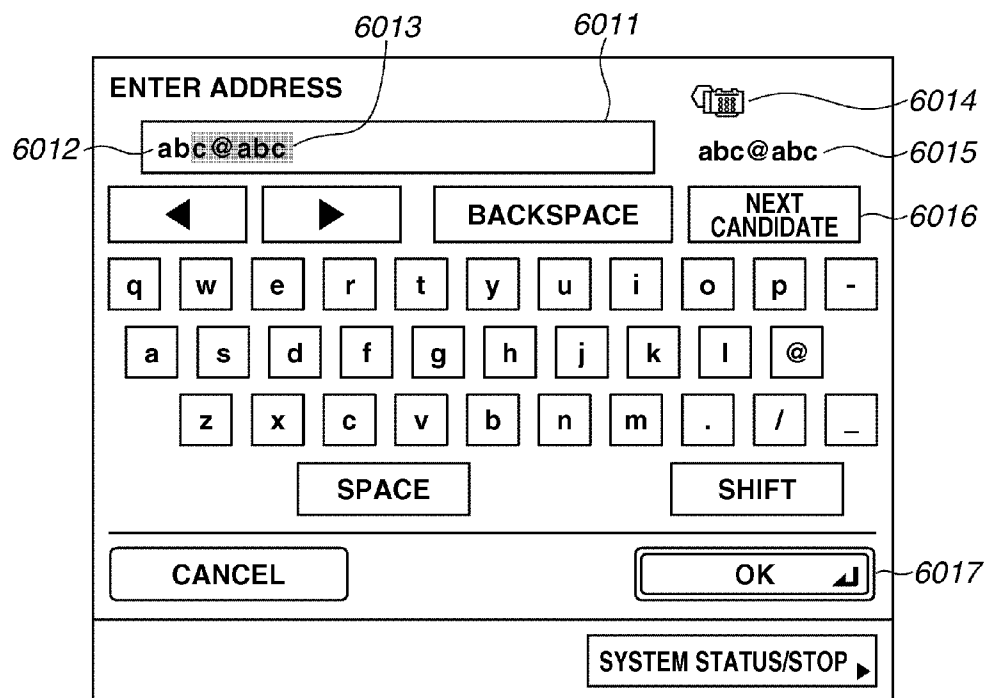 6013 6011
ENTER ADDRESS
6014
6012 abc@abc
abc@abc 6015
◀ ▶ BACKSPACE NEXT CANDIDATE 6016
q w e r t y u i o p -
a s d f g h j k l @
z x c v b n m . / _
SPACE SHIFT
CANCEL OK 6017
SYSTEM STATUS/STOP ▶